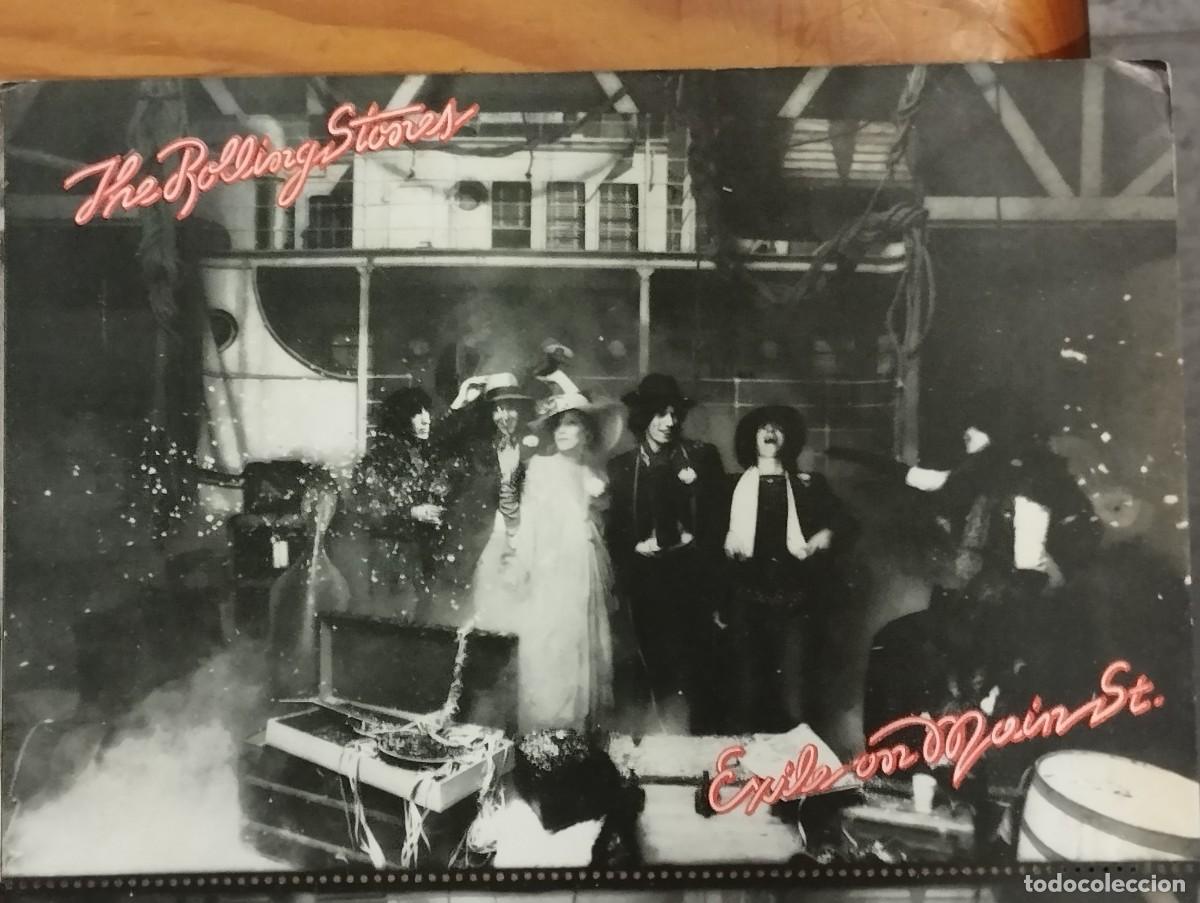 The Rolling Stones
Exile on Main St.
todocoleccion